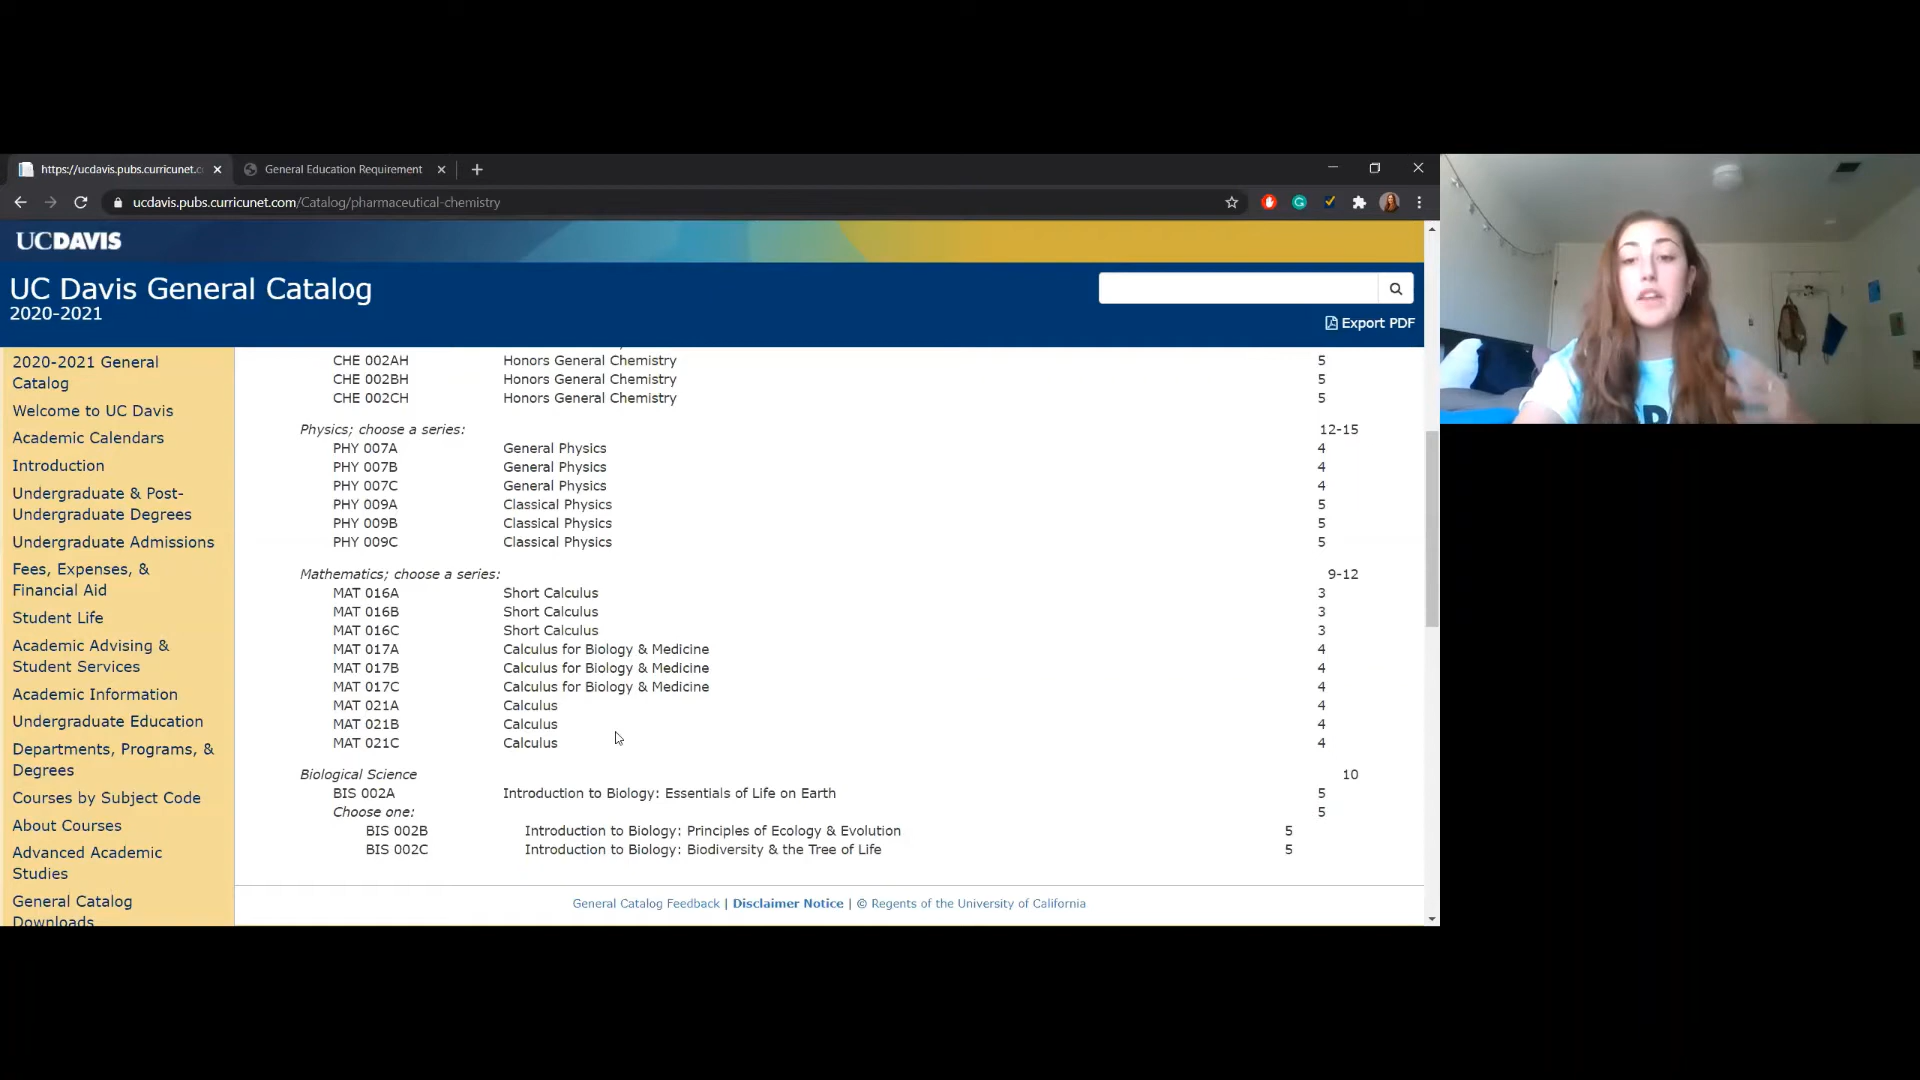 https://ucdavis.pubs.curricunet.c
General Education Requirement
ucdavis.pubs.curricunet.com/Catalog/pharmaceutical-chemistry
UCDAVIS
UC Davis General Catalog
2020-2021
Export PDF
2020-2021 General
Catalog
Welcome to UC Davis
Academic Calendars
Introduction
Undergraduate & Post-
Undergraduate Degrees
Undergraduate Admissions
Fees, Expenses, &
Financial Aid
Student Life
Academic Advising &
Student Services
Academic Information
Undergraduate Education
Departments, Programs, &
Degrees
Courses by Subject Code
About Courses
Advanced Academic
Studies
General Catalog
Downloads
CHE 002AH Honors General Chemistry 5
CHE 002BH Honors General Chemistry 5
CHE 002CH Honors General Chemistry 5
Physics; choose a series: 12-15
PHY 007A General Physics 4
PHY 007B General Physics 4
PHY 007C General Physics 4
PHY 009A Classical Physics 5
PHY 009B Classical Physics 5
PHY 009C Classical Physics 5
Mathematics; choose a series: 9-12
MAT 016A Short Calculus 3
MAT 016B Short Calculus 3
MAT 016C Short Calculus 3
MAT 017A Calculus for Biology & Medicine 4
MAT 017B Calculus for Biology & Medicine 4
MAT 017C Calculus for Biology & Medicine 4
MAT 021A Calculus 4
MAT 021B Calculus 4
MAT 021C Calculus 4
Biological Science 10
BIS 002A Introduction to Biology: Essentials of Life on Earth 5
Choose one: 5
BIS 002B Introduction to Biology: Principles of Ecology & Evolution 5
BIS 002C Introduction to Biology: Biodiversity & the Tree of Life 5
General Catalog Feedback | Disclaimer Notice | © Regents of the University of California